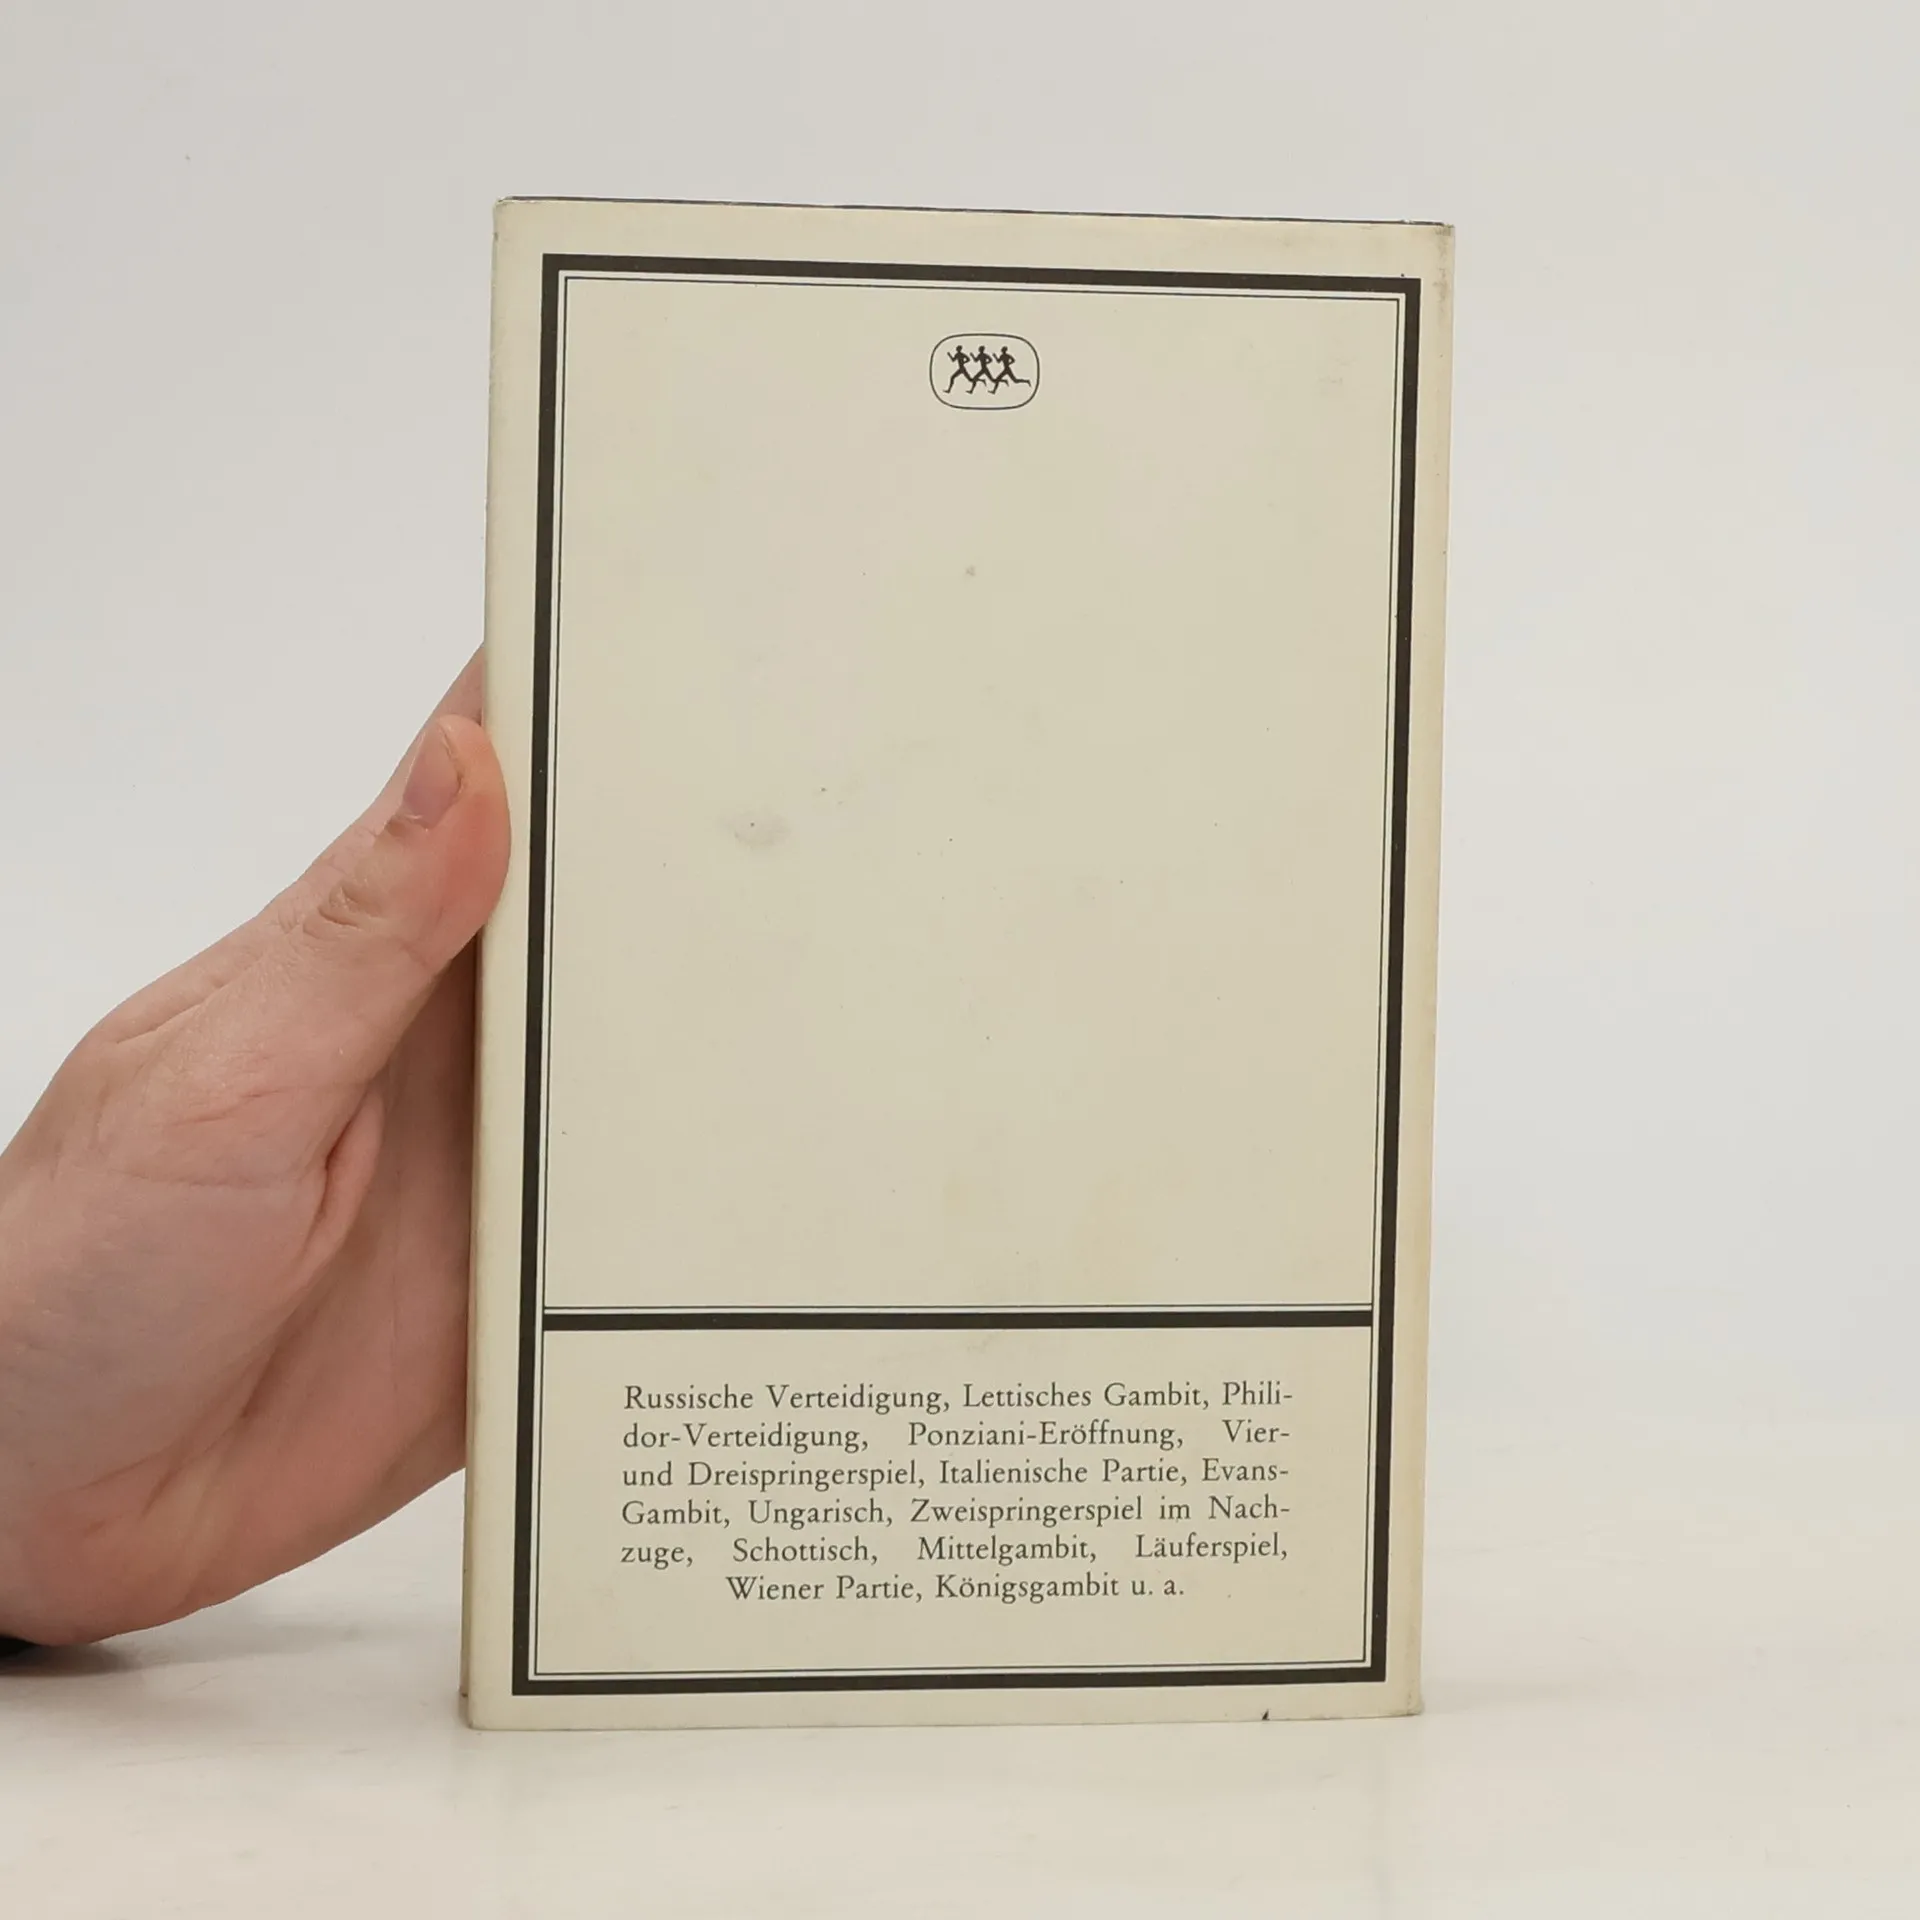 Russische Verteidigung, Lettisches Gambit, Phili-
dor-Verteidigung, Ponziani-Eröffnung, Vier-
und Dreispringerspiel, Italienische Partie, Evans-
Gambit, Ungarisch, Zweispringerspiel im Nach-
zuge, Schottisch, Mittelgambit, Läuferspiel,
Wiener Partie, Königsgambit u. a.